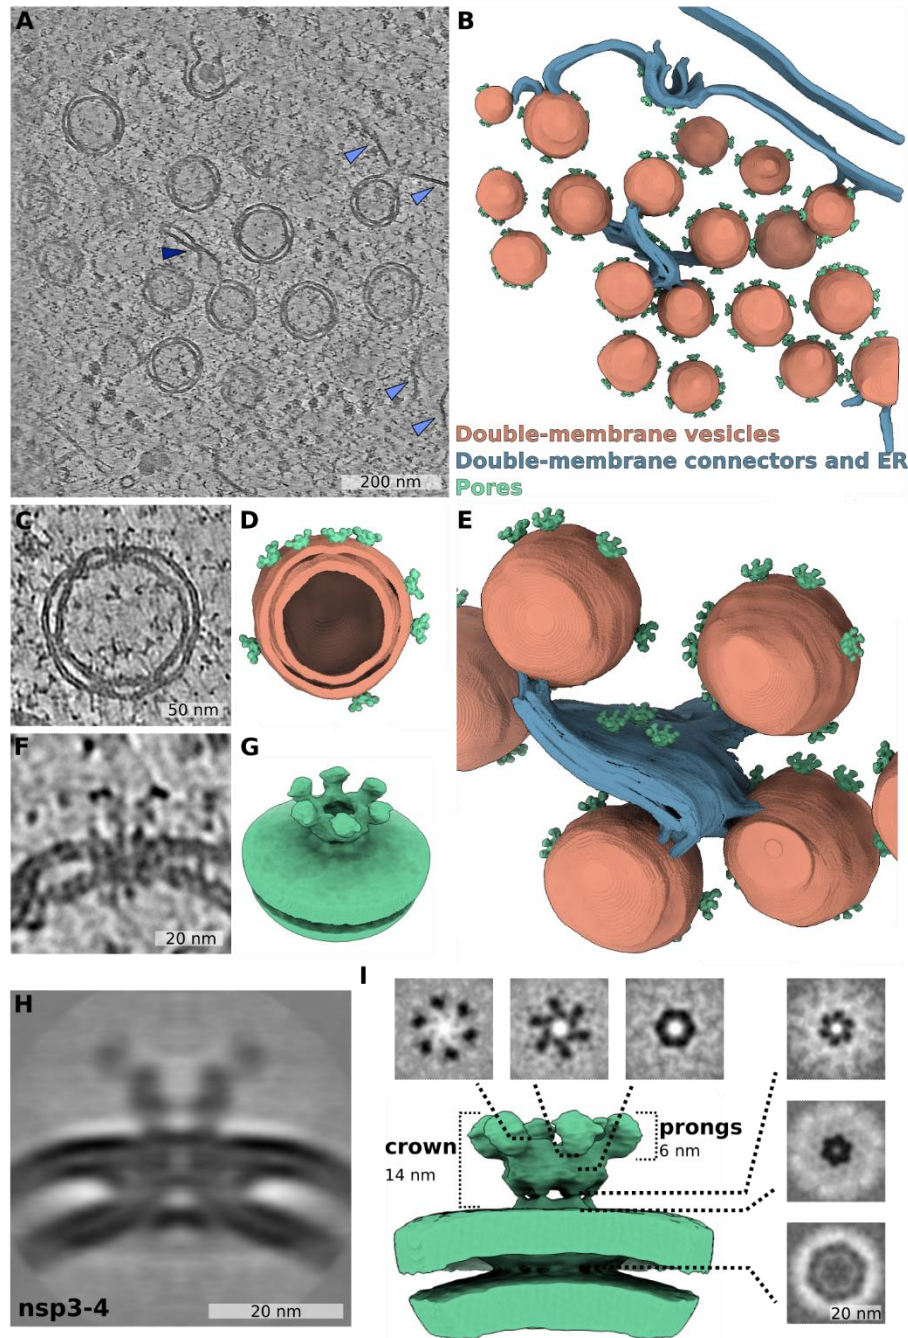 A
B
200 nm
Double-membrane vesicles
Double-membrane connectors and ER
Pores
C
50 nm
D
E
F
20 nm
G
H
nsp3-4
20 nm
I
crown
14 nm
prongs
6 nm
20 nm